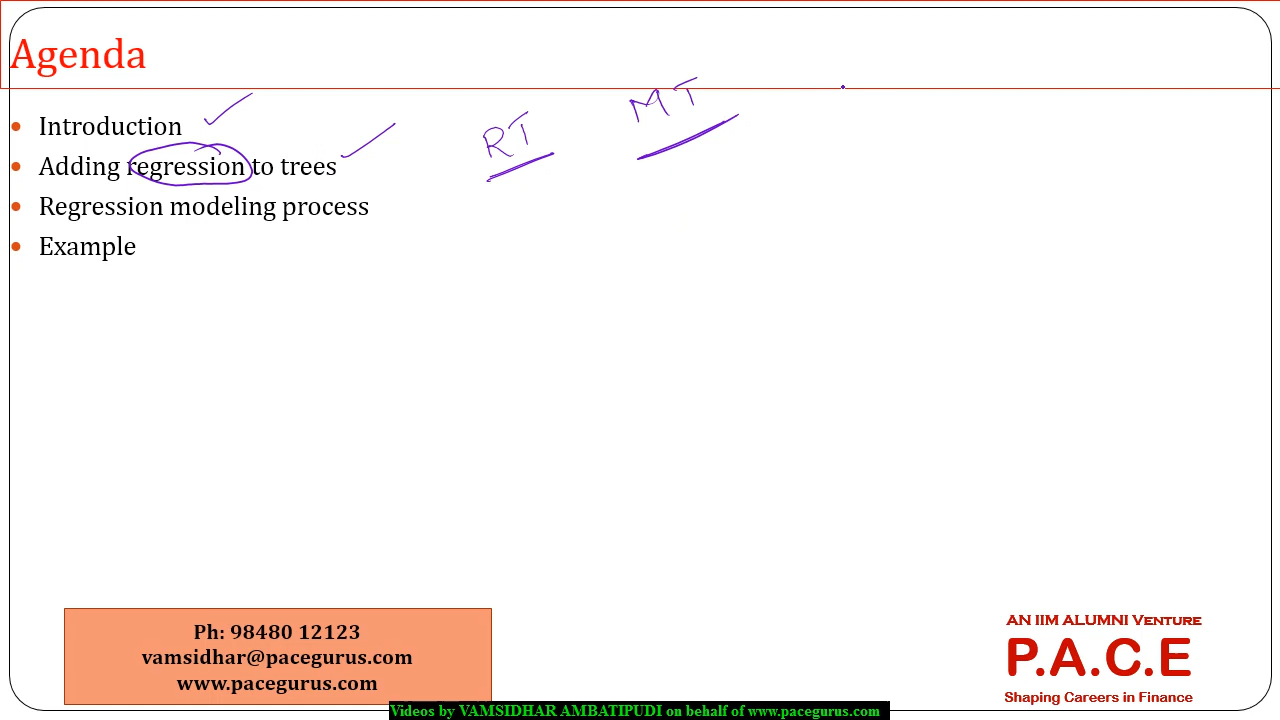 Agenda
• Introduction
• Adding regression to trees
• Regression modeling process
• Example
RT
MT
Ph: 98480 12123
vamsidhar@pacegurus.com
www.pacegurus.com
AN IIM ALUMNI VENTURE
P.A.C.E
Shaping Careers in Finance
Videos by VAMSIDHAR AMBATIPUDI on behalf of www.pacegurus.com